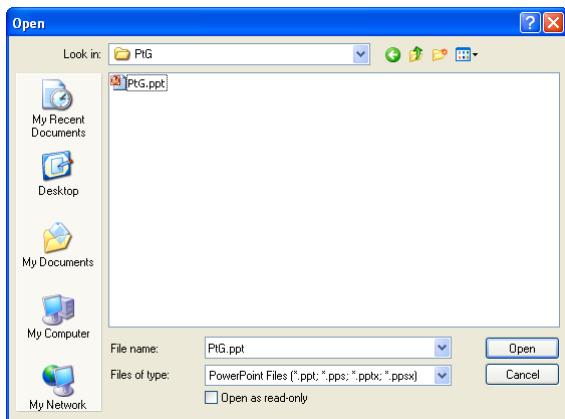 Open
Look in: PtG
PtG.ppt
My Recent
Documents
Desktop
My Documents
My Computer
My Network
File name: PtG.ppt Open
Files of type: PowerPoint Files (*.ppt; *.pps; *.pptx; *.ppsx) Cancel
Open as read-only